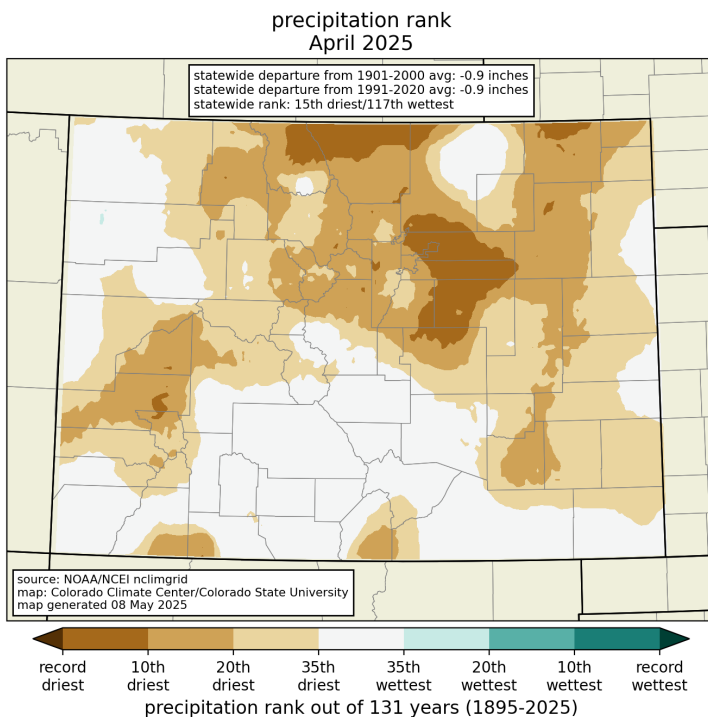 precipitation rank
April 2025
statewide departure from 1901-2000 avg: -0.9 inches
statewide departure from 1991-2020 avg: -0.9 inches
statewide rank: 15th driest/117th wettest
source: NOAA/NCEI nclimgrid
map: Colorado Climate Center/Colorado State University
map generated 08 May 2025
record driest
10th driest
20th driest
35th driest
35th wettest
20th wettest
10th wettest
record wettest
precipitation rank out of 131 years (1895-2025)